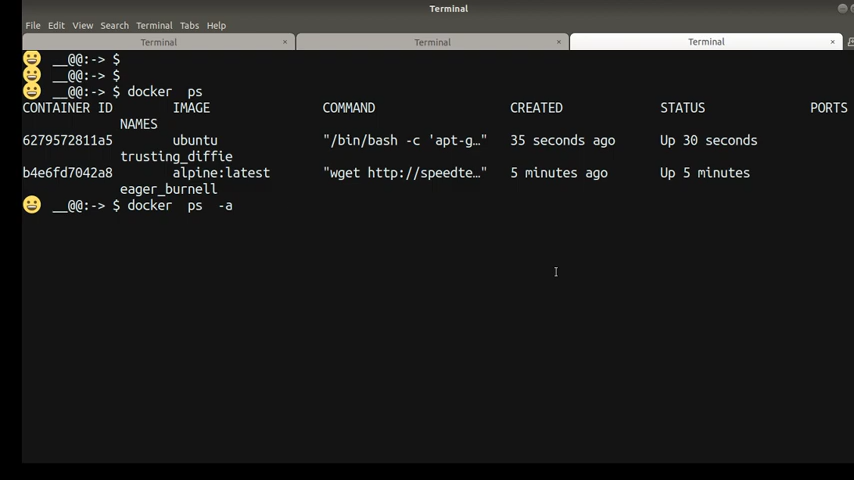 Terminal
File Edit View Search Terminal Tabs Help
Terminal × Terminal × Terminal ×
__@@:-> $
__@@:-> $
__@@:-> $ docker ps
CONTAINER ID IMAGE COMMAND CREATED STATUS PORTS
NAMES
6279572811a5 ubuntu "/bin/bash -c 'apt-g…" 35 seconds ago Up 30 seconds
trusting_diffie
b4e6fd7042a8 alpine:latest "wget http://speedte…" 5 minutes ago Up 5 minutes
eager_burnell
__@@:-> $ docker ps -a